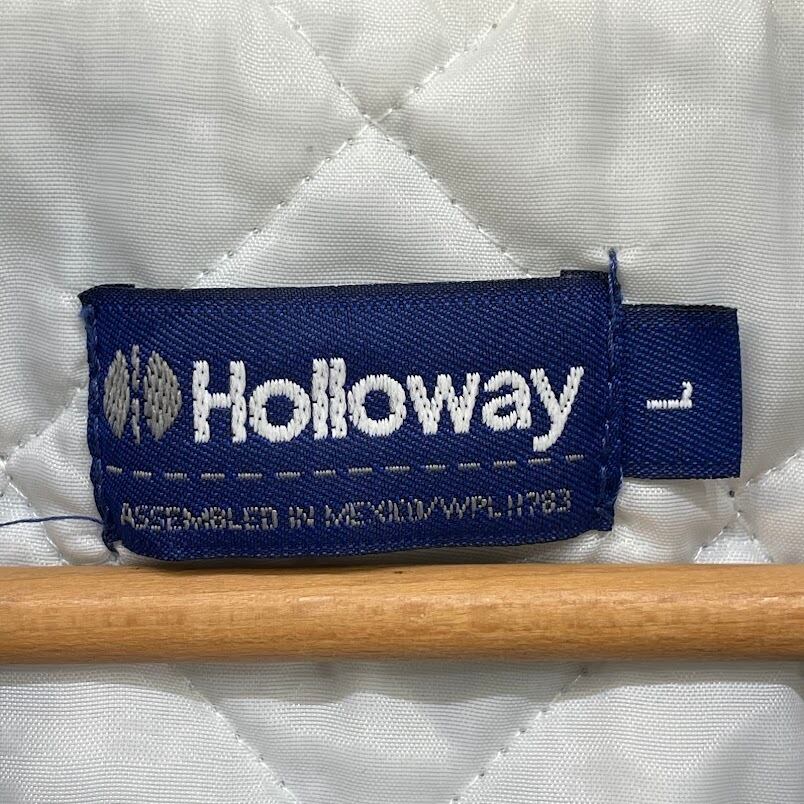 Holloway
ASSEMBLED IN MEXICO/WPL 11783
L